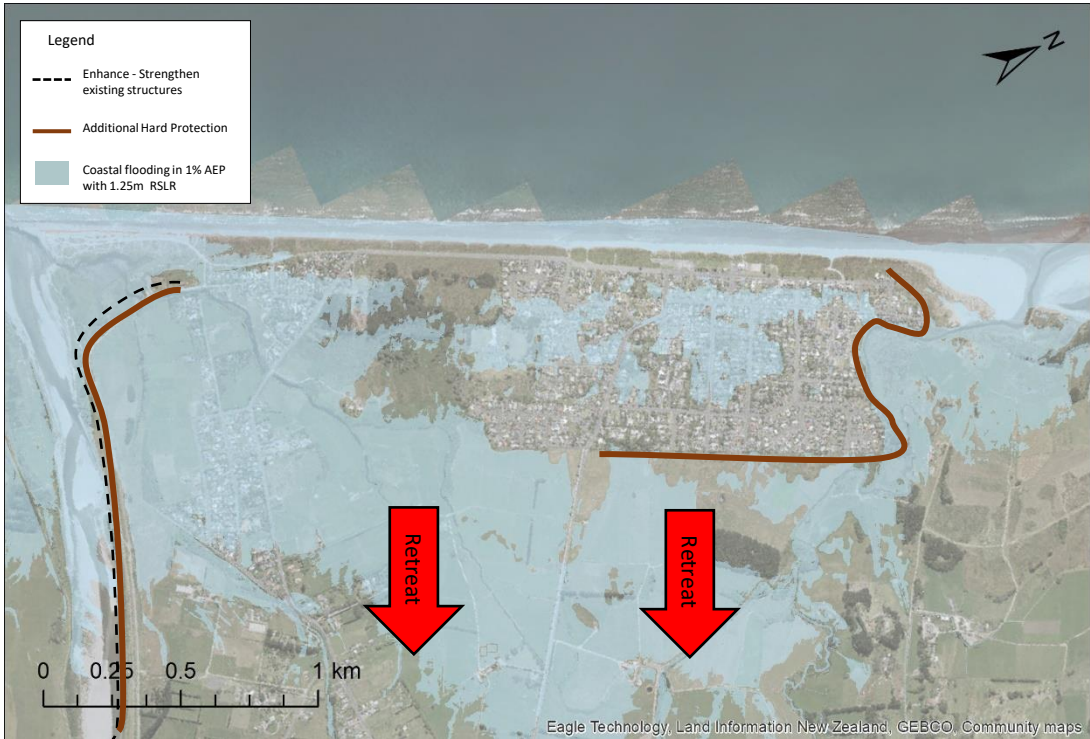 Legend
Enhance - Strengthen
existing structures
Additional Hard Protection
Coastal flooding in 1% AEP
with 1.25m RSLR
N
Retreat
Retreat
0 0.25 0.5 1 km
Eagle Technology, Land Information New Zealand, GEBCO, Community maps